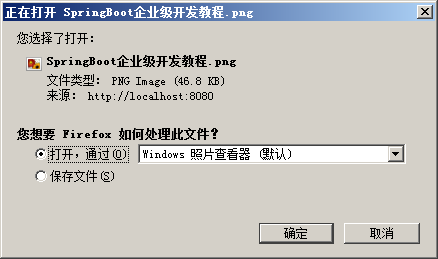 正在打开 SpringBoot企业级开发教程.png
您选择了打开：
SpringBoot企业级开发教程.png
文件类型： PNG Image (46.8 KB)
来源： http://localhost:8080
您想要 Firefox 如何处理此文件？
打开，通过(O) Windows 照片查看器 (默认)
保存文件(S)
确定 取消